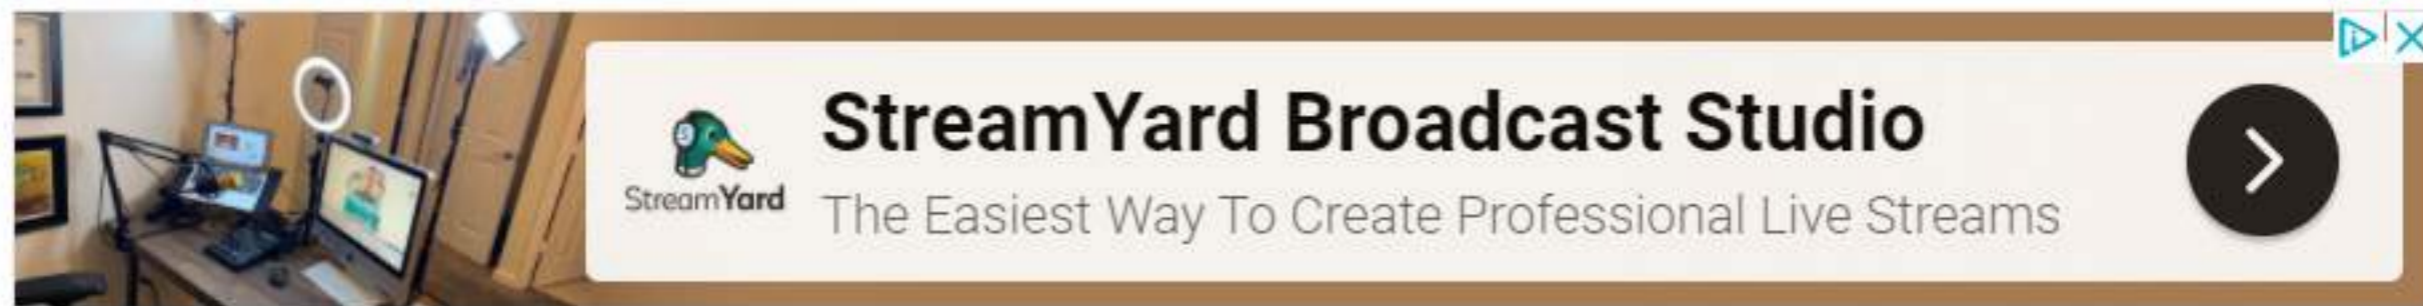 StreamYard Broadcast Studio
StreamYard
The Easiest Way To Create Professional Live Streams